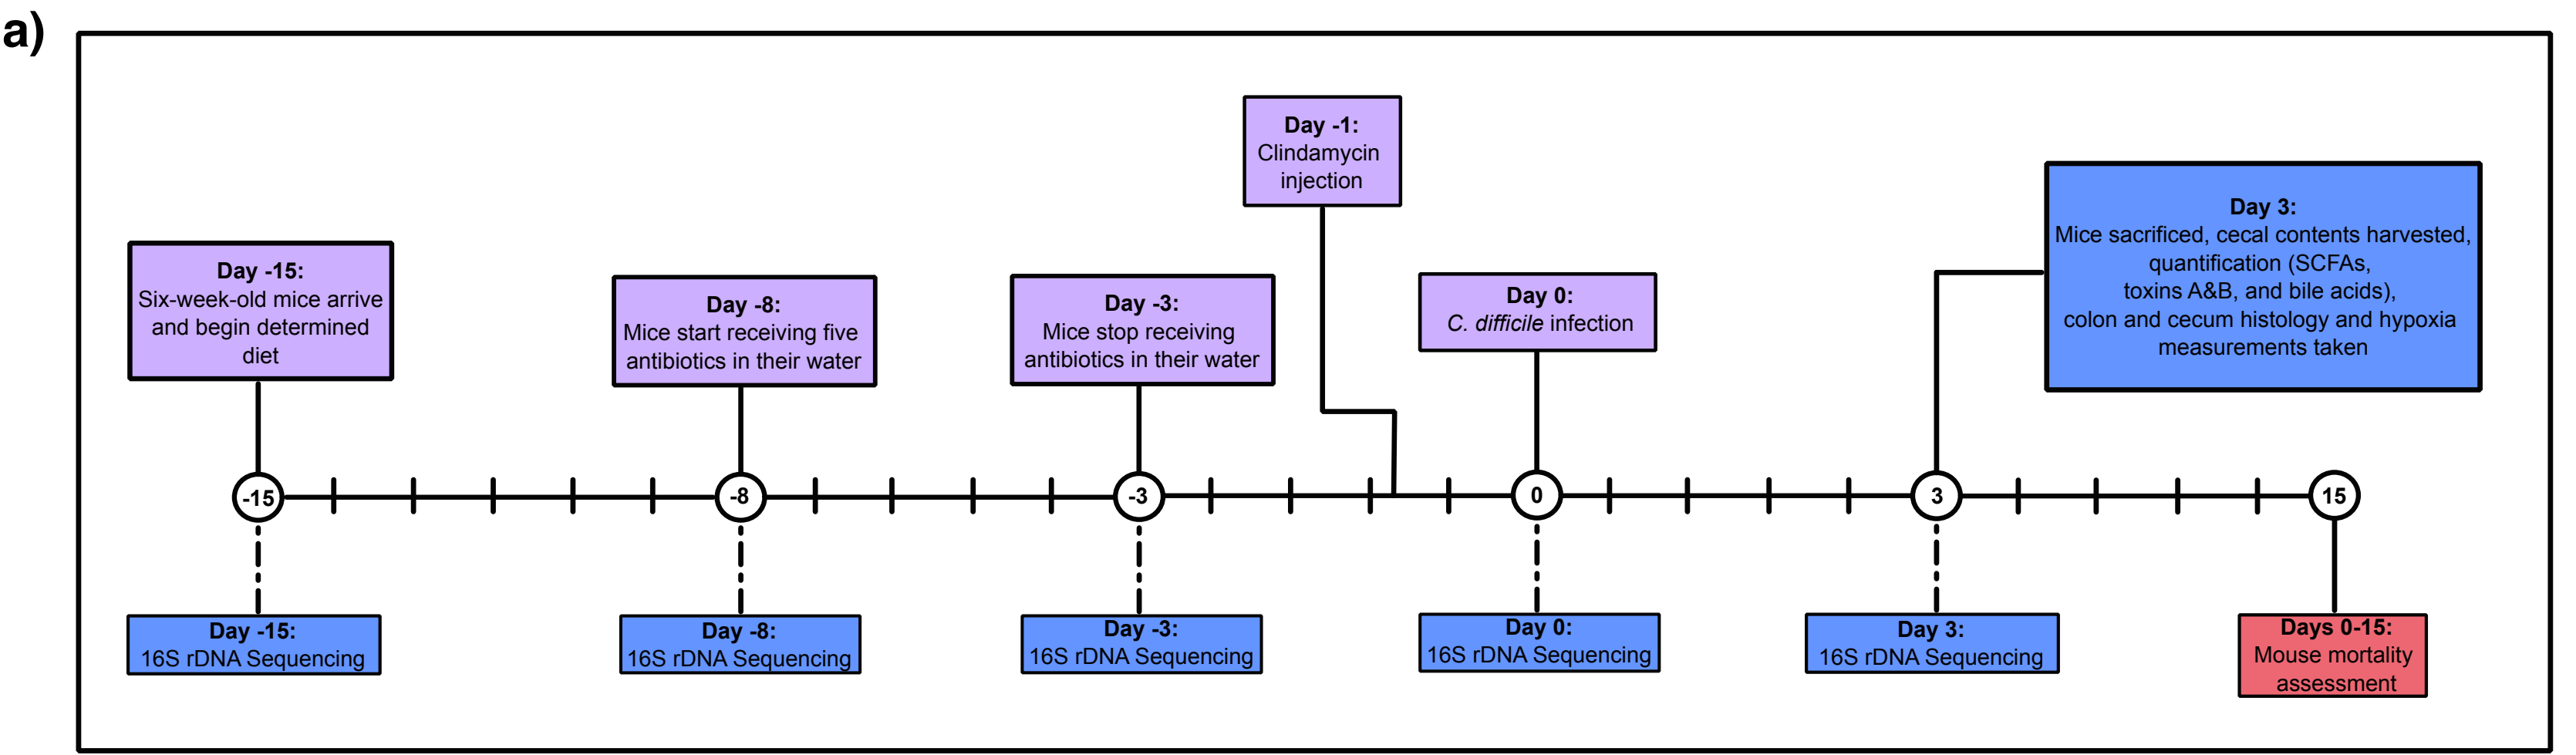 a)
Day -1:
Clindamycin
injection
Day 3:
Mice sacrificed, cecal contents harvested,
quantification (SCFAs,
toxins A&B, and bile acids),
colon and cecum histology and hypoxia
measurements taken
Day -15:
Six-week-old mice arrive
and begin determined
diet
Day -8:
Mice start receiving five
antibiotics in their water
Day -3:
Mice stop receiving
antibiotics in their water
Day 0:
C. difficile infection
-15
-8
-3
0
3
15
Day -15:
16S rDNA Sequencing
Day -8:
16S rDNA Sequencing
Day -3:
16S rDNA Sequencing
Day 0:
16S rDNA Sequencing
Day 3:
16S rDNA Sequencing
Days 0-15:
Mouse mortality
assessment